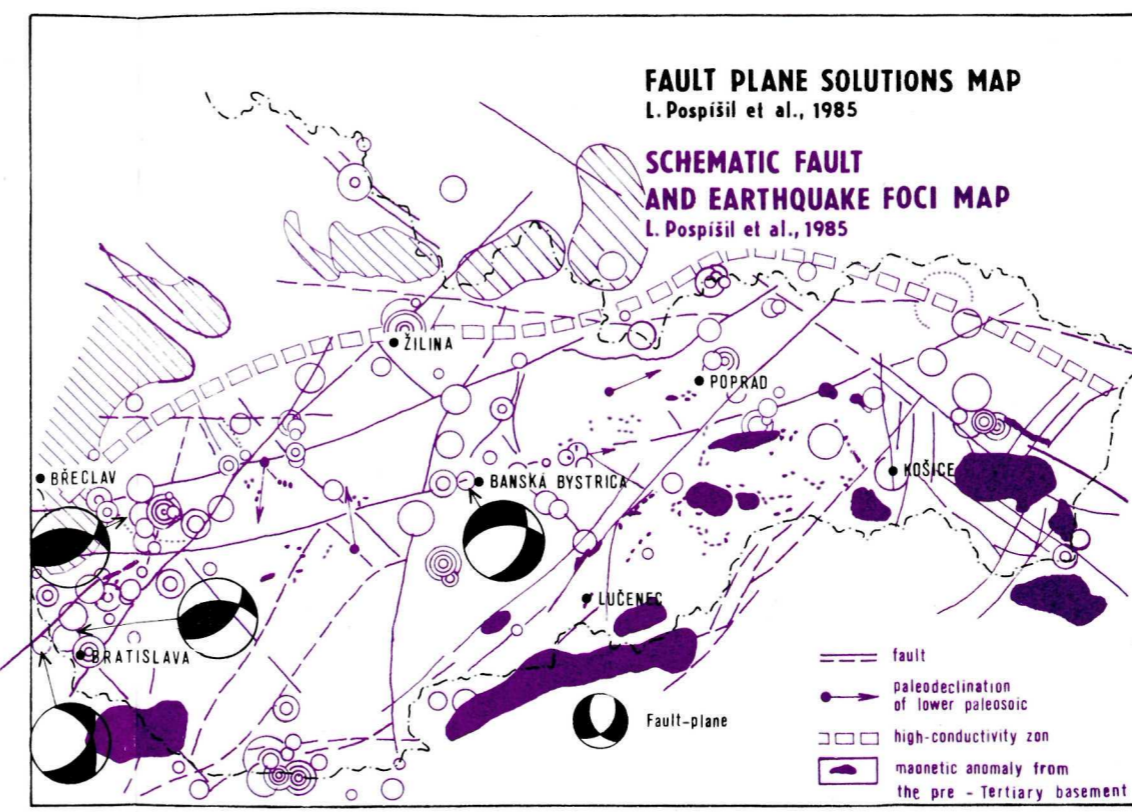 FAULT PLANE SOLUTIONS MAP
L. Pospíšil et al., 1985
SCHEMATIC FAULT
AND EARTHQUAKE FOCI MAP
L. Pospíšil et al., 1985
ŽILINA
POPRAD
BŘECLAV
BANSKÁ BYSTRICA
KOŠICE
LUČENEC
BRATISLAVA
Fault-plane
fault
paleodeclination
of lower paleosoic
high-conductivity zon
magnetic anomaly from
the pre - Tertiary basement